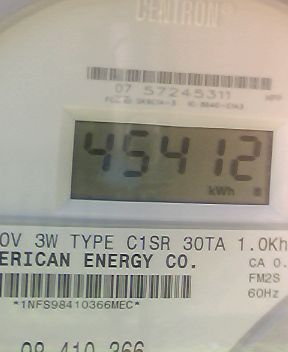 CENTRON
07 57245311
45412
kWh
0V 3W TYPE C1SR 30TA 1.0Kh
ERICAN ENERGY CO.
CA 0.
FM2S
60Hz
*1NFS98410366MEC*
98 410 366